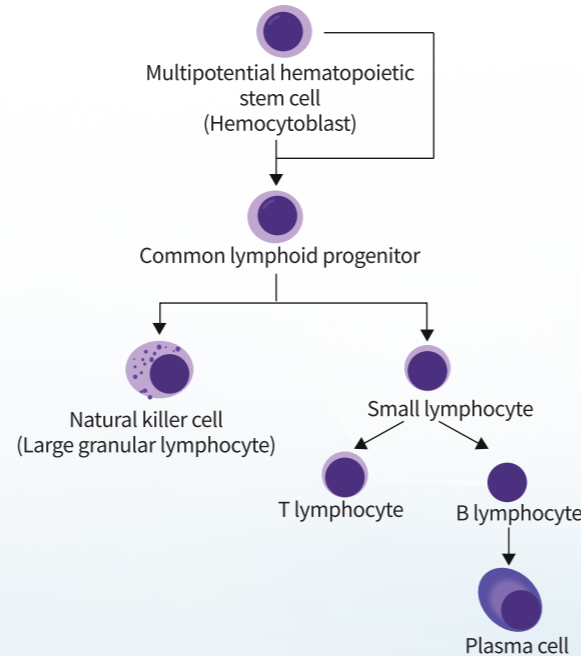 Multipotential hematopoietic
stem cell
(Hemocytoblast)
Common lymphoid progenitor
Natural killer cell
(Large granular lymphocyte)
Small lymphocyte
T lymphocyte
B lymphocyte
Plasma cell